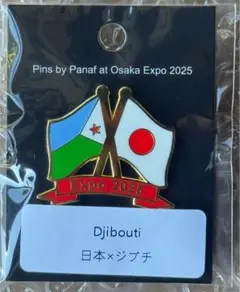 Pins by Panaf at Osaka Expo 2025
EXPO 2025
Djibouti
日本×ジブチ